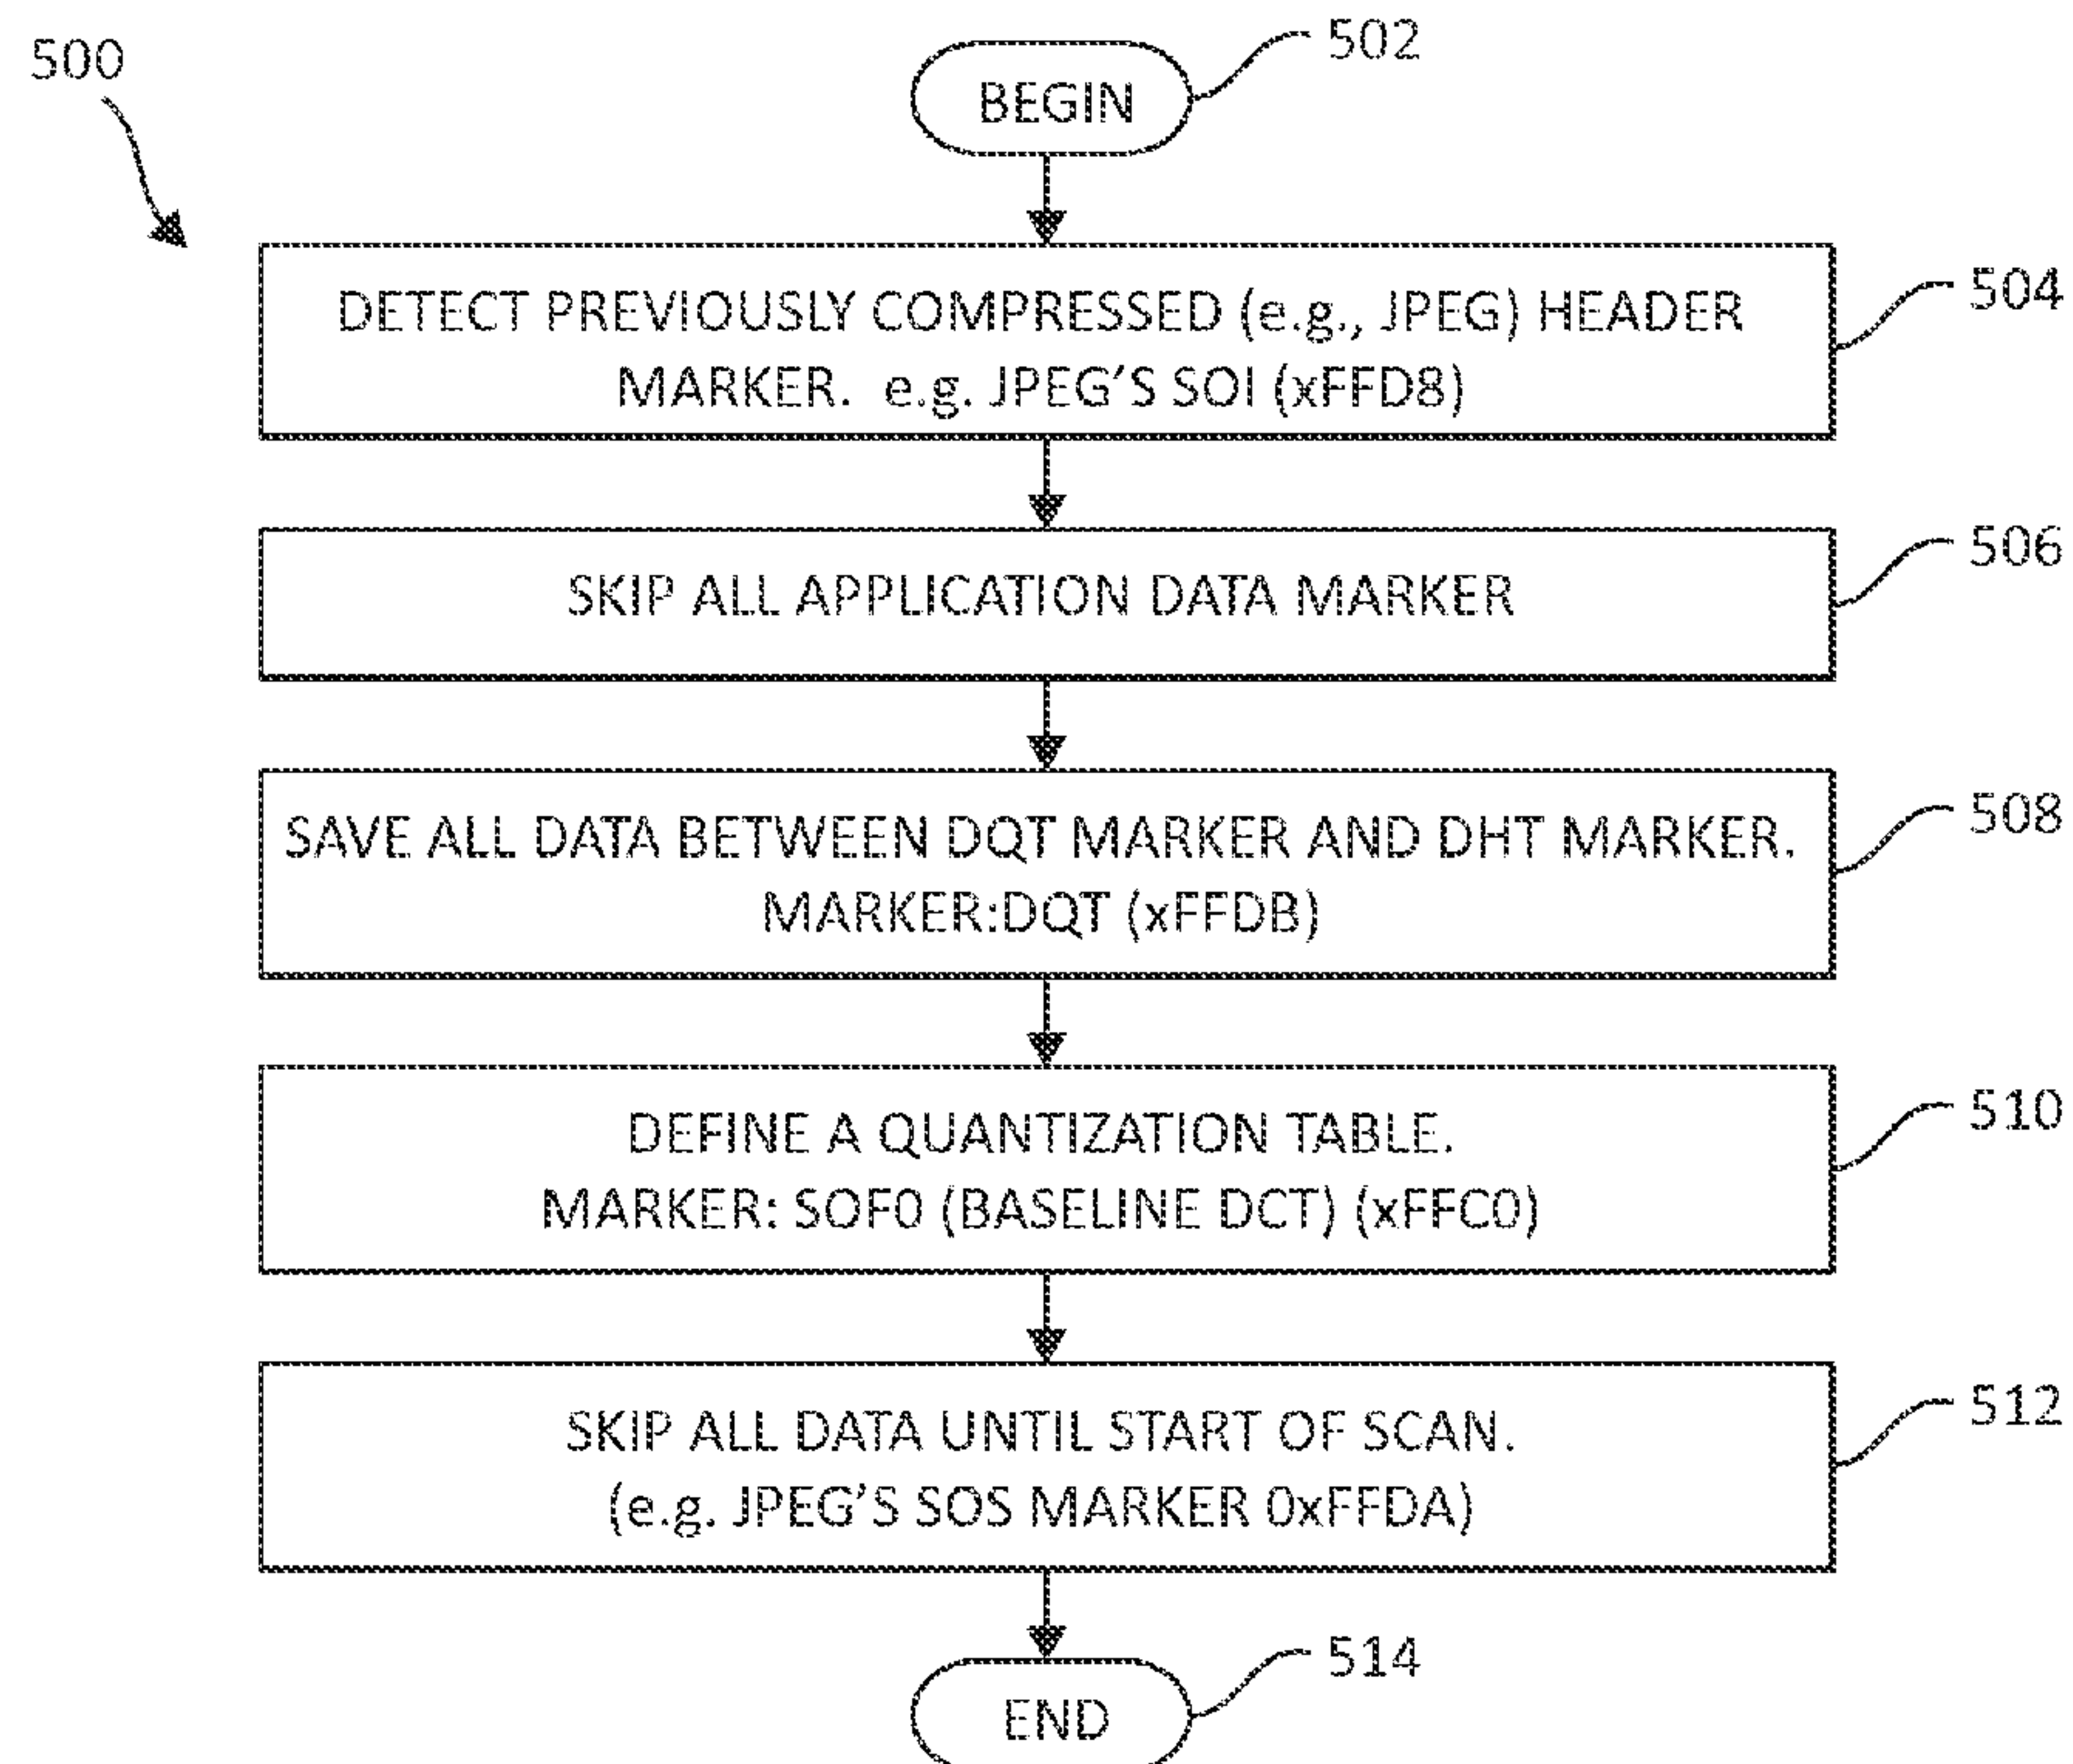 500
BEGIN
502
DETECT PREVIOUSLY COMPRESSED (e.g., JPEG) HEADER
MARKER. e.g. JPEG'S SOI (xFFD8)
504
SKIP ALL APPLICATION DATA MARKER
506
SAVE ALL DATA BETWEEN DQT MARKER AND DHT MARKER.
MARKER:DQT (xFFDB)
508
DEFINE A QUANTIZATION TABLE.
MARKER: SOF0 (BASELINE DCT) (xFFC0)
510
SKIP ALL DATA UNTIL START OF SCAN.
(e.g. JPEG'S SOS MARKER 0xFFDA)
512
END
514